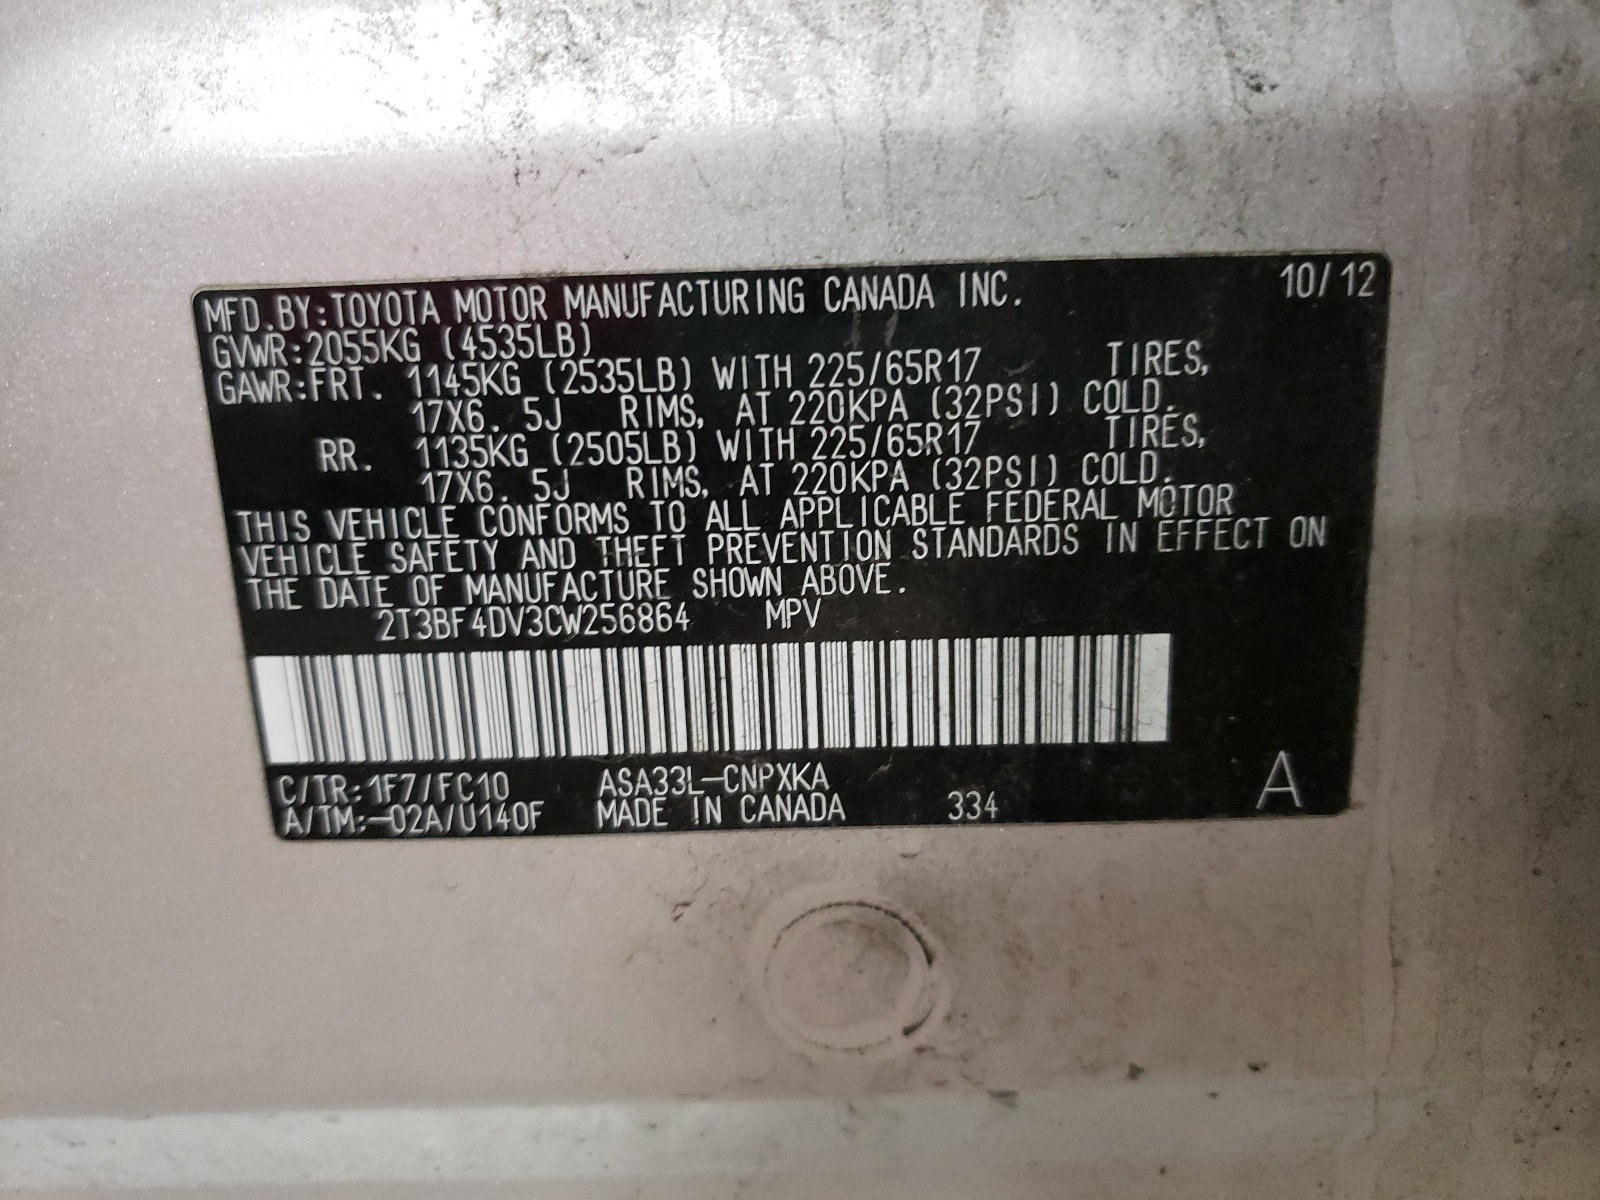 MFD.BY:TOYOTA MOTOR MANUFACTURING CANADA INC. 10/12
GVWR:2055KG (4535LB)
GAWR:FRT. 1145KG (2535LB) WITH 225/65R17 TIRES,
17X6.5J RIMS, AT 220KPA (32PSI) COLD.
RR. 1135KG (2505LB) WITH 225/65R17 TIRES,
17X6.5J RIMS, AT 220KPA (32PSI) COLD.
THIS VEHICLE CONFORMS TO ALL APPLICABLE FEDERAL MOTOR
VEHICLE SAFETY AND THEFT PREVENTION STANDARDS IN EFFECT ON
THE DATE OF MANUFACTURE SHOWN ABOVE.
2T3BF4DV3CW256864 MPV
C/TR:1F7/FC10 ASA33L-CNPXKA
A/TM:-02A/U140F MADE IN CANADA 334 A